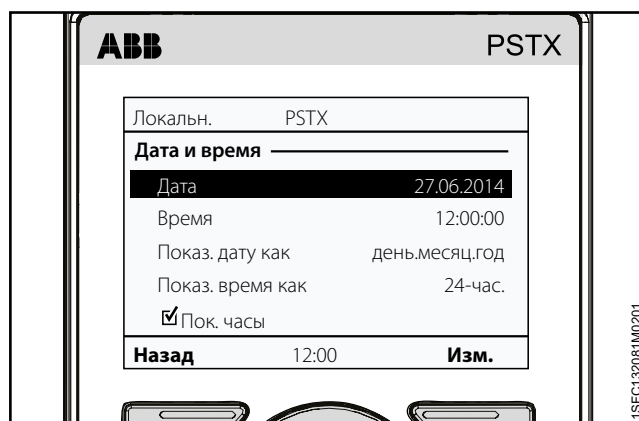 ABB PSTX
Локальн. PSTX
Дата и время
Дата 27.06.2014
Время 12:00:00
Показ. дату как день.месяц.год
Показ. время как 24-час.
Пок. часы
Назад 12:00 Изм.
1SFC132081M0201